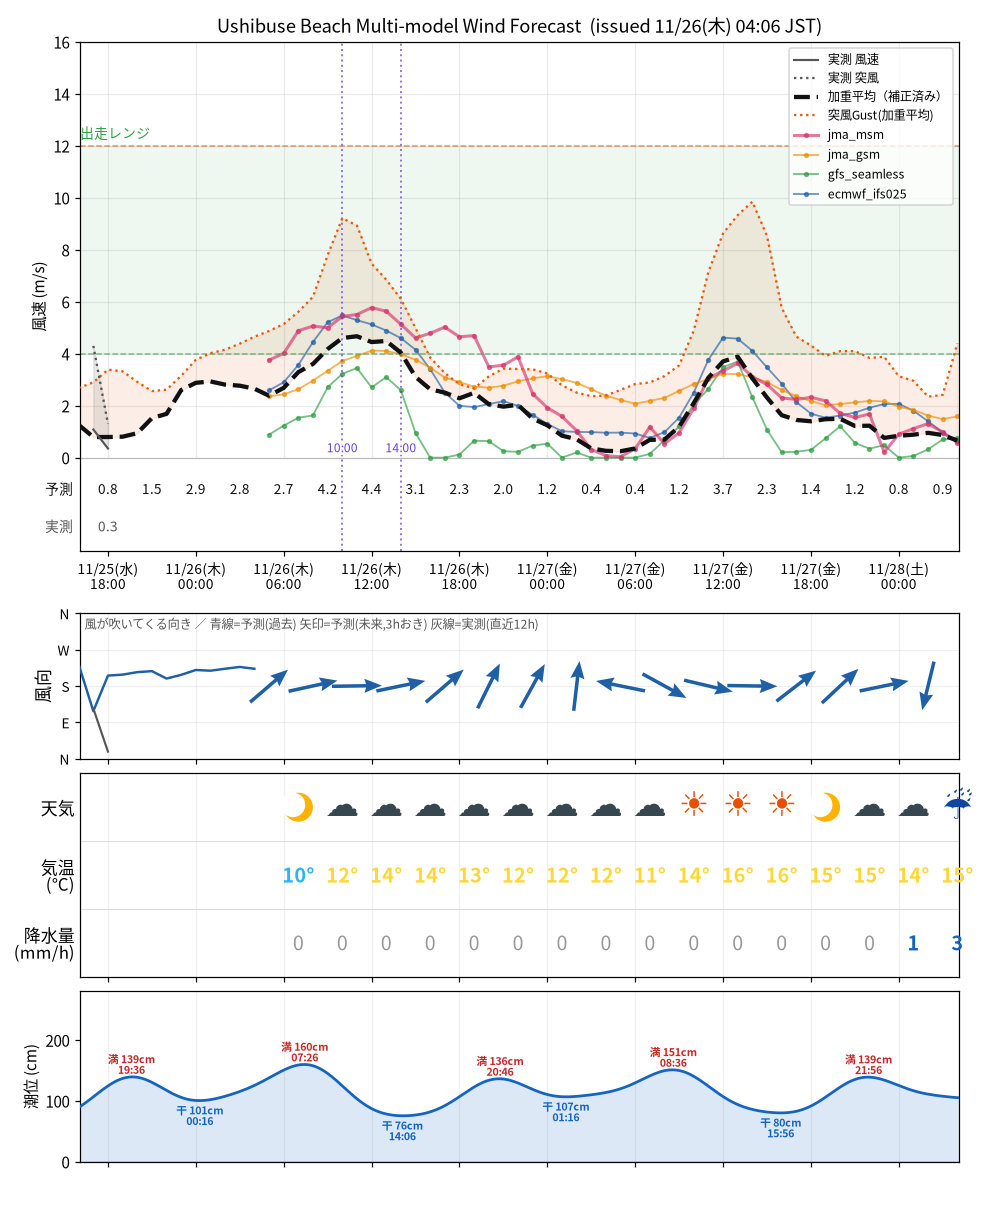 Ushibuse Beach Multi-model Wind Forecast (issued 11/26(木) 04:06 JST)
16
14
12
10
8
6
4
2
0
風速 (m/s)
出走レンジ
実測 風速
実測 突風
加重平均（補正済み）
突風Gust(加重平均)
jma_msm
jma_gsm
gfs_seamless
ecmwf_ifs025
10:00 14:00
予測 0.8 1.5 2.9 2.8 2.7 4.2 4.4 3.1 2.3 2.0 1.2 0.4 0.4 1.2 3.7 2.3 1.4 1.2 0.8 0.9
実測 0.3
11/25(水) 11/26(木) 11/26(木) 11/26(木) 11/26(木) 11/27(金) 11/27(金) 11/27(金) 11/27(金) 11/28(土)
18:00 00:00 06:00 12:00 18:00 00:00 06:00 12:00 18:00 00:00
風が吹いてくる向き ／ 青線=予測(過去) 矢印=予測(未来,3hおき) 灰線=実測(直近12h)
風向
N
W
S
E
N
天気
気温
(℃)
10° 12° 14° 14° 13° 12° 12° 12° 11° 14° 16° 16° 15° 15° 14° 15°
降水量
(mm/h)
0 0 0 0 0 0 0 0 0 0 0 0 0 0 1 3
潮位 (cm)
200
100
0
満 139cm
19:36
干 101cm
00:16
満 160cm
07:26
干 76cm
14:06
満 136cm
20:46
干 107cm
01:16
満 151cm
08:36
干 80cm
15:56
満 139cm
21:56